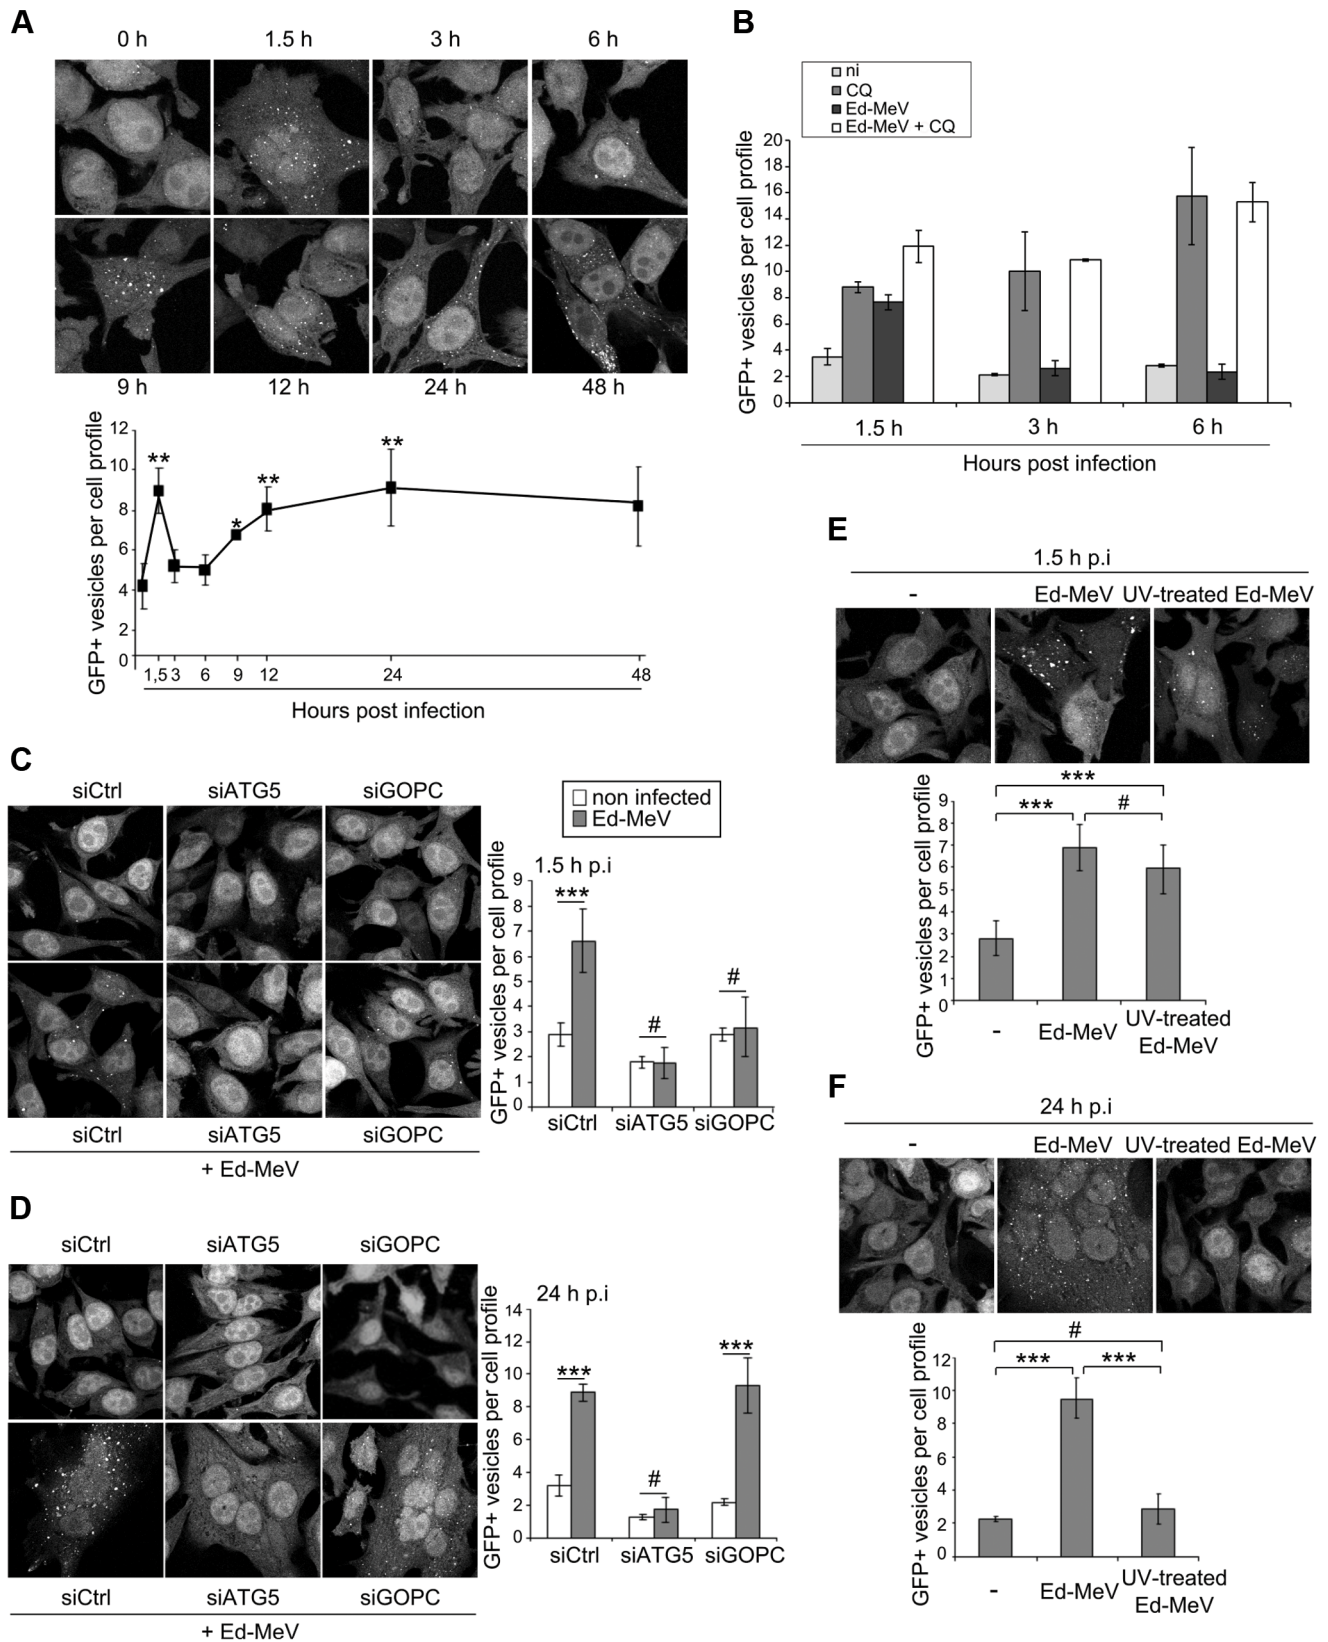 A
0 h 1.5 h 3 h 6 h
9 h 12 h 24 h 48 h
GFP+ vesicles per cell profile
12
10
8
6
4
2
0
** * ** **
1,5 3 6 9 12 24 48
Hours post infection
B
ni
CQ
Ed-MeV
Ed-MeV + CQ
GFP+ vesicles per cell profile
20
18
16
14
12
10
8
6
4
2
0
1.5 h 3 h 6 h
Hours post infection
C
siCtrl siATG5 siGOPC
siCtrl siATG5 siGOPC
+ Ed-MeV
non infected
Ed-MeV
1.5 h p.i
GFP+ vesicles per cell profile
9
8
7
6
5
4
3
2
1
0
*** # #
siCtrl siATG5 siGOPC
D
siCtrl siATG5 siGOPC
siCtrl siATG5 siGOPC
+ Ed-MeV
24 h p.i
GFP+ vesicles per cell profile
14
12
10
8
6
4
2
0
*** # ***
siCtrl siATG5 siGOPC
E
1.5 h p.i
- Ed-MeV UV-treated Ed-MeV
GFP+ vesicles per cell profile
9
8
7
6
5
4
3
2
1
0
***
*** #
- Ed-MeV UV-treated
Ed-MeV
F
24 h p.i
- Ed-MeV UV-treated Ed-MeV
GFP+ vesicles per cell profile
12
10
8
6
4
2
0
#
*** ***
- Ed-MeV UV-treated
Ed-MeV